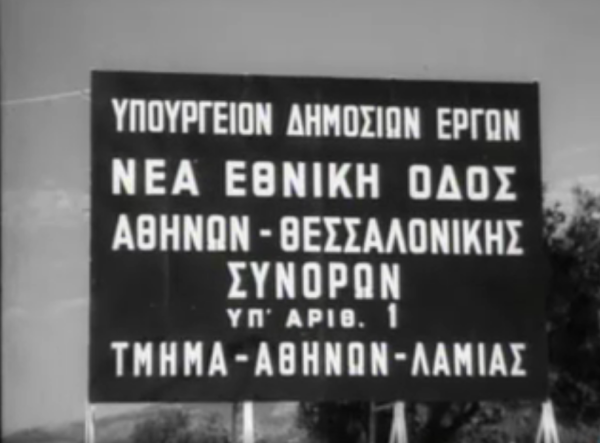 ΥΠΟΥΡΓΕΙΟΝ ΔΗΜΟΣΙΩΝ ΕΡΓΩΝ
ΝΕΑ ΕΘΝΙΚΗ ΟΔΟΣ
ΑΘΗΝΩΝ - ΘΕΣΣΑΛΟΝΙΚΗΣ
ΣΥΝΟΡΩΝ
ΥΠ' ΑΡΙΘ. 1
ΤΜΗΜΑ - ΑΘΗΝΩΝ - ΛΑΜΙΑΣ